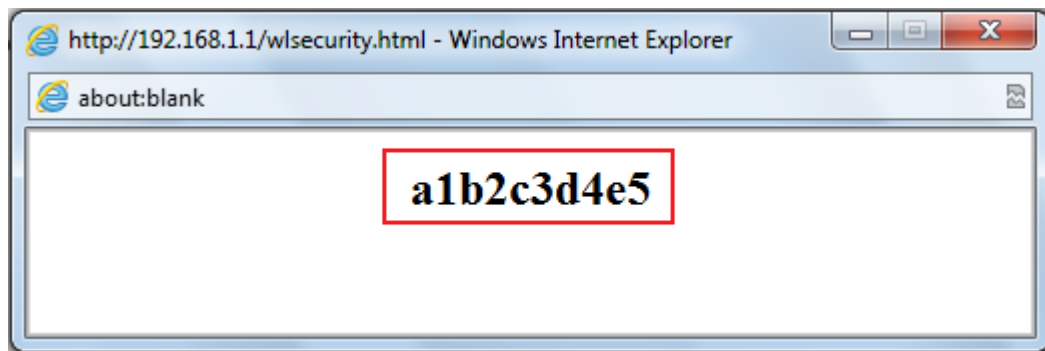 http://192.168.1.1/wlsecurity.html - Windows Internet Explorer
about:blank
a1b2c3d4e5